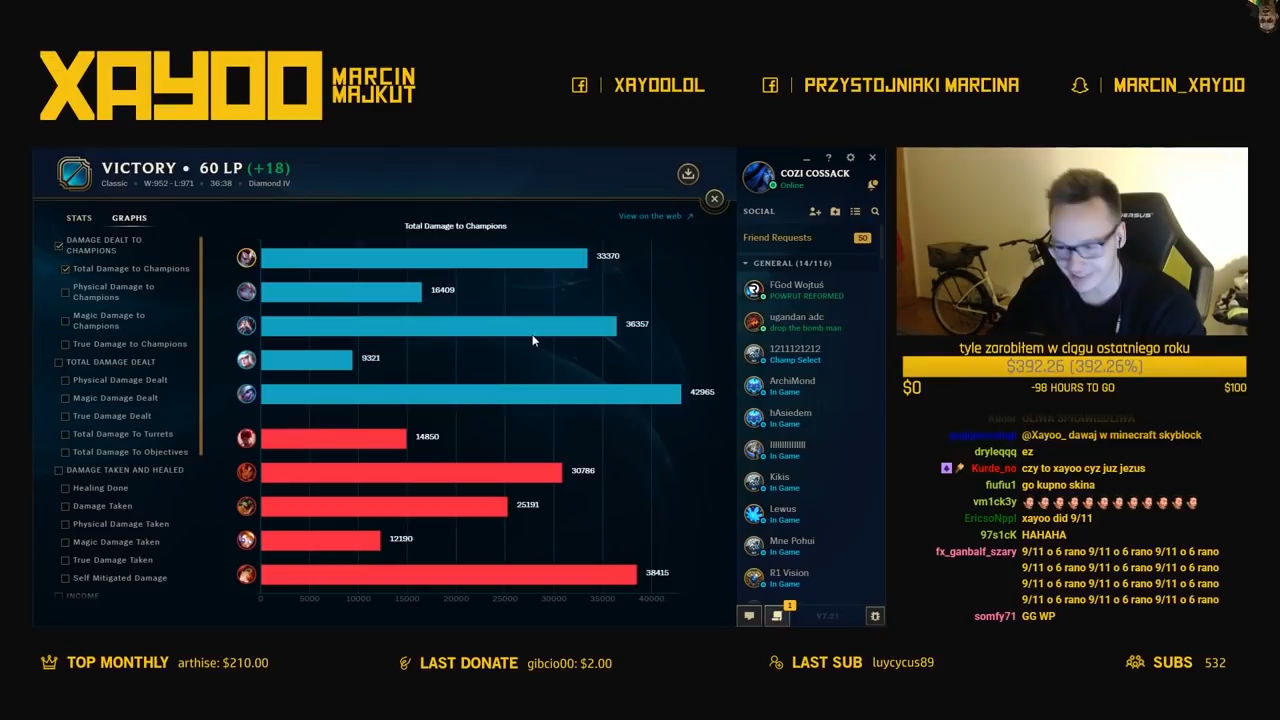 XAYOO
MARCIN
MAJKUT
XAYOOLOL
PRZYSTOJNIAKI MARCINA
MARCIN_XAYOO
VICTORY • 60 LP (+18)
Classic • W:952 - L:971 • 36:38 • Diamond IV
STATS GRAPHS
View on the web
Total Damage to Champions
DAMAGE DEALT TO
CHAMPIONS
Total Damage to Champions
Physical Damage to
Champions
Magic Damage to
Champions
True Damage to Champions
TOTAL DAMAGE DEALT
Physical Damage Dealt
Magic Damage Dealt
True Damage Dealt
Total Damage To Turrets
Total Damage To Objectives
DAMAGE TAKEN AND HEALED
Healing Done
Damage Taken
Physical Damage Taken
Magic Damage Taken
True Damage Taken
Self Mitigated Damage
INCOME
33370
16409
36357
9321
42965
14850
30786
25191
12190
38415
0 5000 10000 15000 20000 25000 30000 35000 40000
COZI COSSACK
Online
SOCIAL
Friend Requests 50
GENERAL (14/116)
FGod Wojtuś
POWRUT REFORMED
ugandan adc
drop the bomb man
1211121212
Champ Select
ArchiMond
In Game
hAsiedem
In Game
In Game
Kikis
In Game
Lewus
In Game
Mne Pohui
In Game
R1 Vision
In Game
1
V7.21
tyle zarobiłem w ciągu ostatniego roku
$392.26 (392.26%)
$0 -98 HOURS TO GO $100
OLIWA SPRAWIEDLIWA
@Xayoo_ dawaj w minecraft skyblock
dryleqqq ez
Kurde_no czy to xayoo cyz juz jezus
fiufiu1 go kupno skina
vm1ck3y
EricsoNppl xayoo did 9/11
97s1cK HAHAHA
fx_ganbalf_szary 9/11 o 6 rano 9/11 o 6 rano 9/11 o 6 rano
9/11 o 6 rano 9/11 o 6 rano 9/11 o 6 rano
9/11 o 6 rano 9/11 o 6 rano 9/11 o 6 rano
9/11 o 6 rano 9/11 o 6 rano 9/11 o 6 rano
somfy71 GG WP
TOP MONTHLY arthise: $210.00
LAST DONATE gibcio00: $2.00
LAST SUB luycycus89
SUBS 532